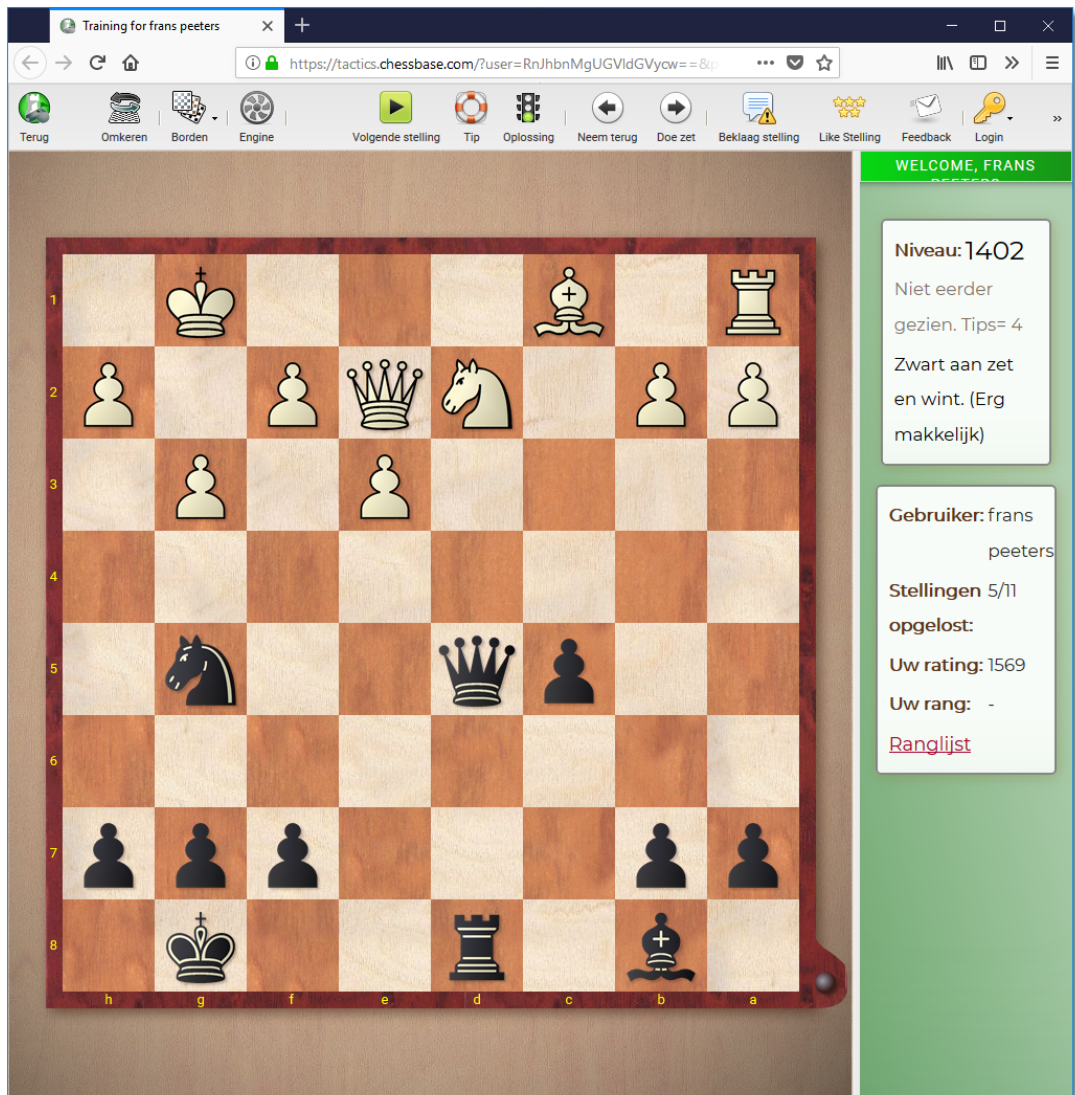 Training for frans peeters
https://tactics.chessbase.com/?user=RnJhbnMgUGVldGVycw==&p
Terug Omkeren Borden Engine Volgende stelling Tip Oplossing Neem terug Doe zet Beklaag stelling Like Stelling Feedback Login
WELCOME, FRANS
PEETERS
Niveau: 1402
Niet eerder
gezien. Tips= 4
Zwart aan zet
en wint. (Erg
makkelijk)
Gebruiker: frans
peeters
Stellingen 5/11
opgelost:
Uw rating: 1569
Uw rang: -
Ranglijst
1
2
3
4
5
6
7
8
h g f e d c b a